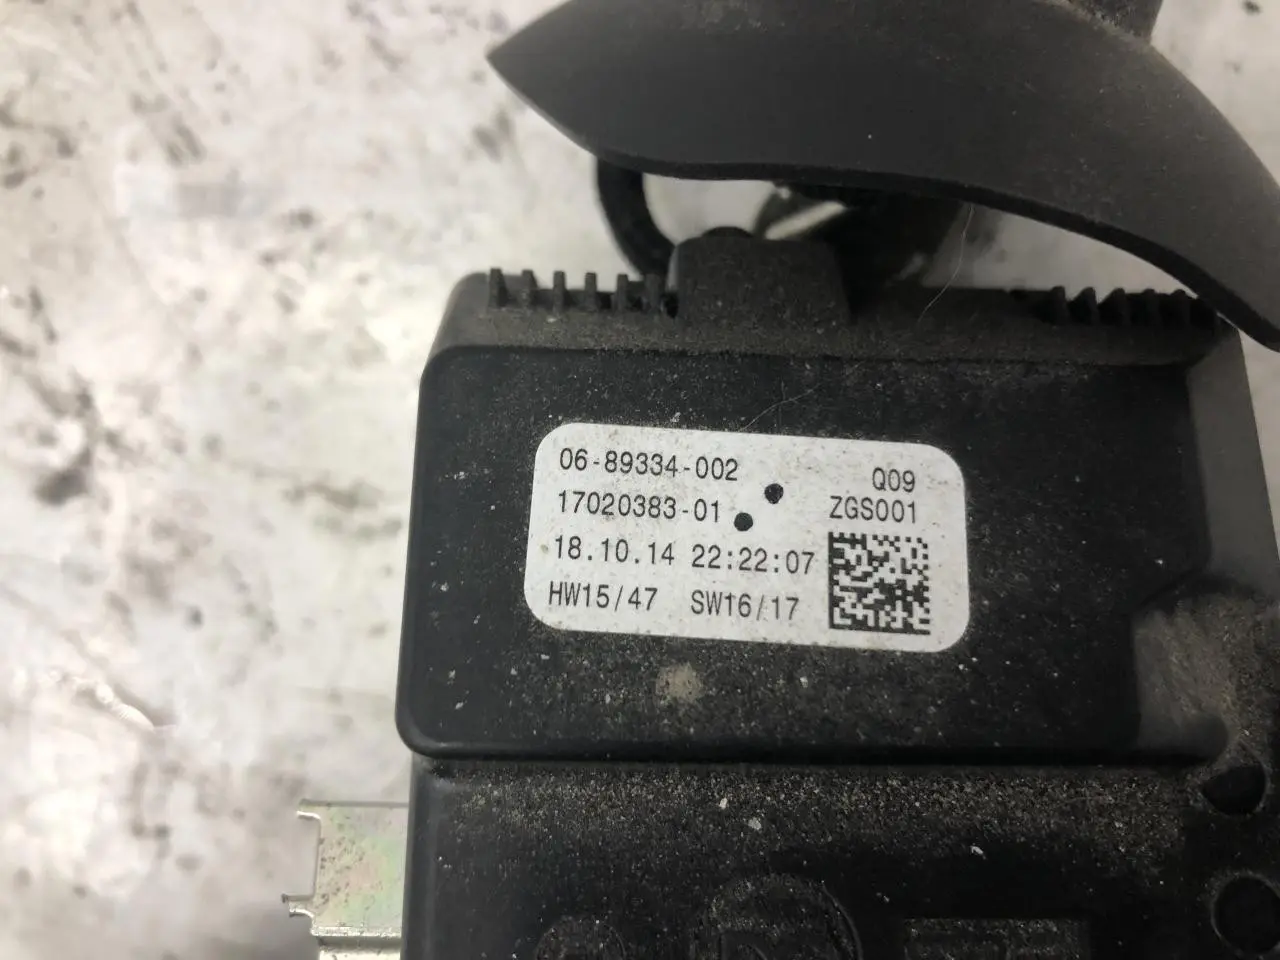 06-89334-002
Q09
17020383-01
ZGS001
18.10.14 22:22:07
HW15/47 SW16/17